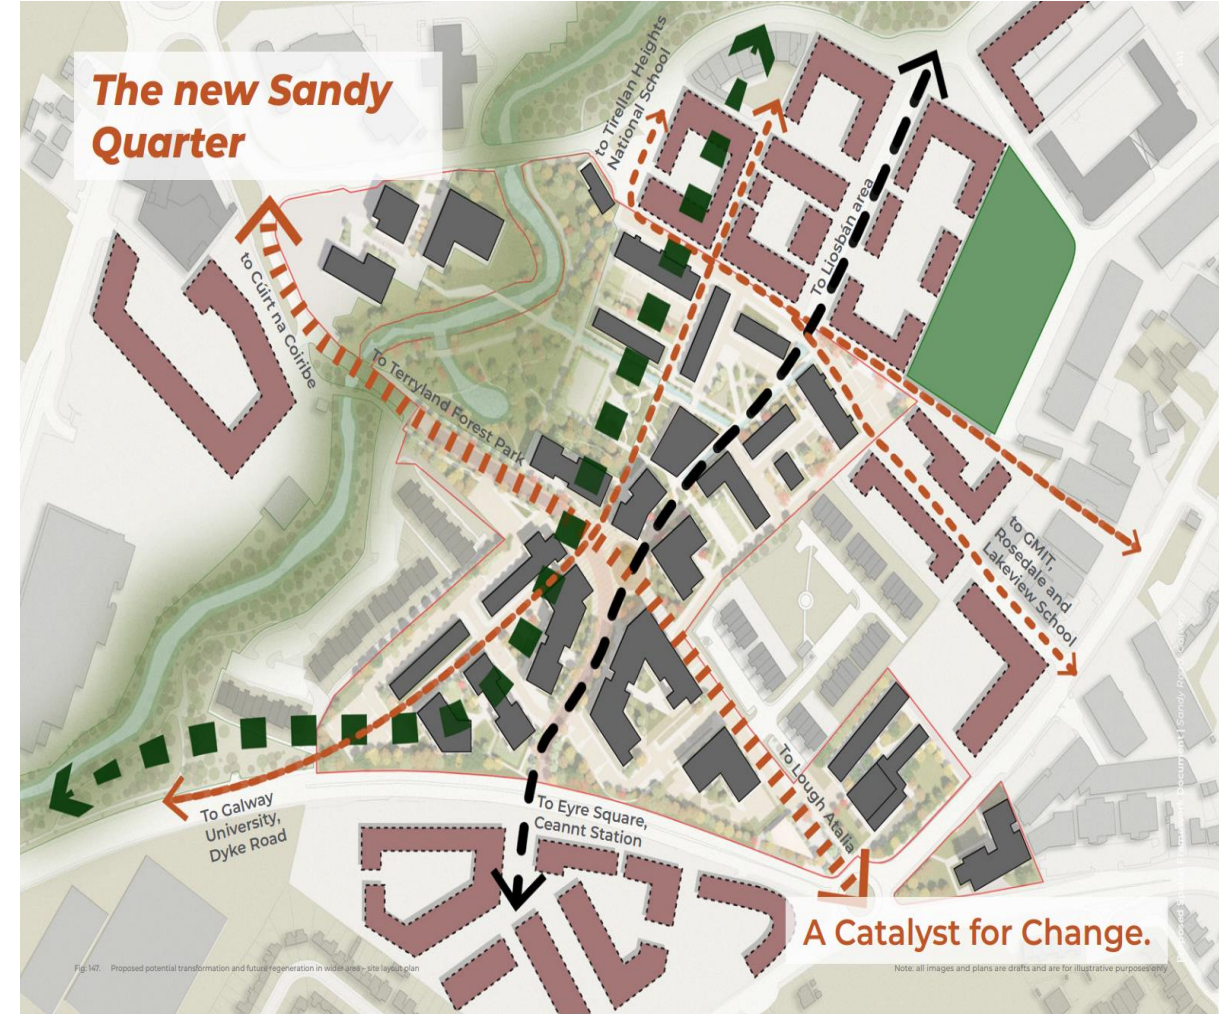 The new Sandy
Quarter
to Tirellan Heights
National School
To Liosbán area
to Cúirt na Coiribe
To Terryland Forest Park
to GMIT,
Rosedale and
Lakeview School
To Lough Atalia
To Galway
University,
Dyke Road
To Eyre Square,
Ceannt Station
A Catalyst for Change.
Fig. 147. Proposed potential transformation and future regeneration in wider area – site layout plan
Note: all images and plans are drafts and are for illustrative purposes only